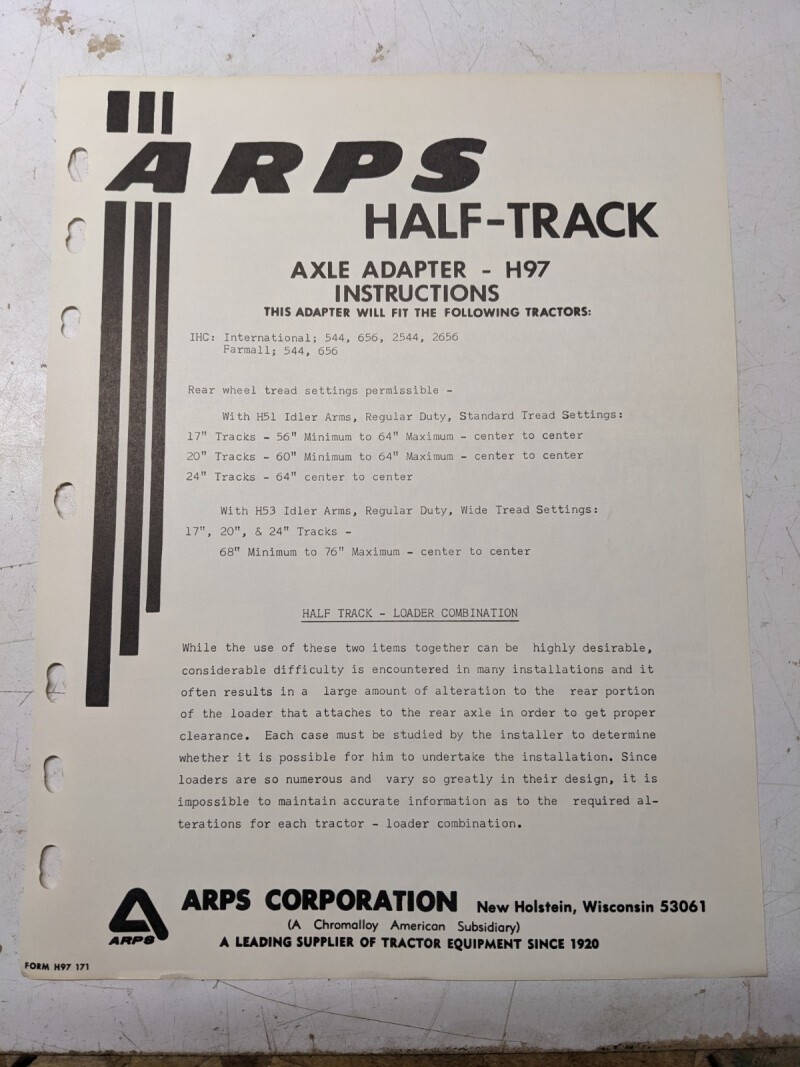 ARPS
HALF-TRACK
AXLE ADAPTER - H97
INSTRUCTIONS
THIS ADAPTER WILL FIT THE FOLLOWING TRACTORS:
IHC: International; 544, 656, 2544, 2656
Farmall; 544, 656
Rear wheel tread settings permissible -
With H51 Idler Arms, Regular Duty, Standard Tread Settings:
17" Tracks - 56" Minimum to 64" Maximum - center to center
20" Tracks - 60" Minimum to 64" Maximum - center to center
24" Tracks - 64" center to center
With H53 Idler Arms, Regular Duty, Wide Tread Settings:
17", 20", & 24" Tracks -
68" Minimum to 76" Maximum - center to center
HALF TRACK - LOADER COMBINATION
While the use of these two items together can be highly desirable,
considerable difficulty is encountered in many installations and it
often results in a large amount of alteration to the rear portion
of the loader that attaches to the rear axle in order to get proper
clearance. Each case must be studied by the installer to determine
whether it is possible for him to undertake the installation. Since
loaders are so numerous and vary so greatly in their design, it is
impossible to maintain accurate information as to the required al-
terations for each tractor - loader combination.
ARPS CORPORATION New Holstein, Wisconsin 53061
(A Chromalloy American Subsidiary)
ARPS
A LEADING SUPPLIER OF TRACTOR EQUIPMENT SINCE 1920
FORM H97 171